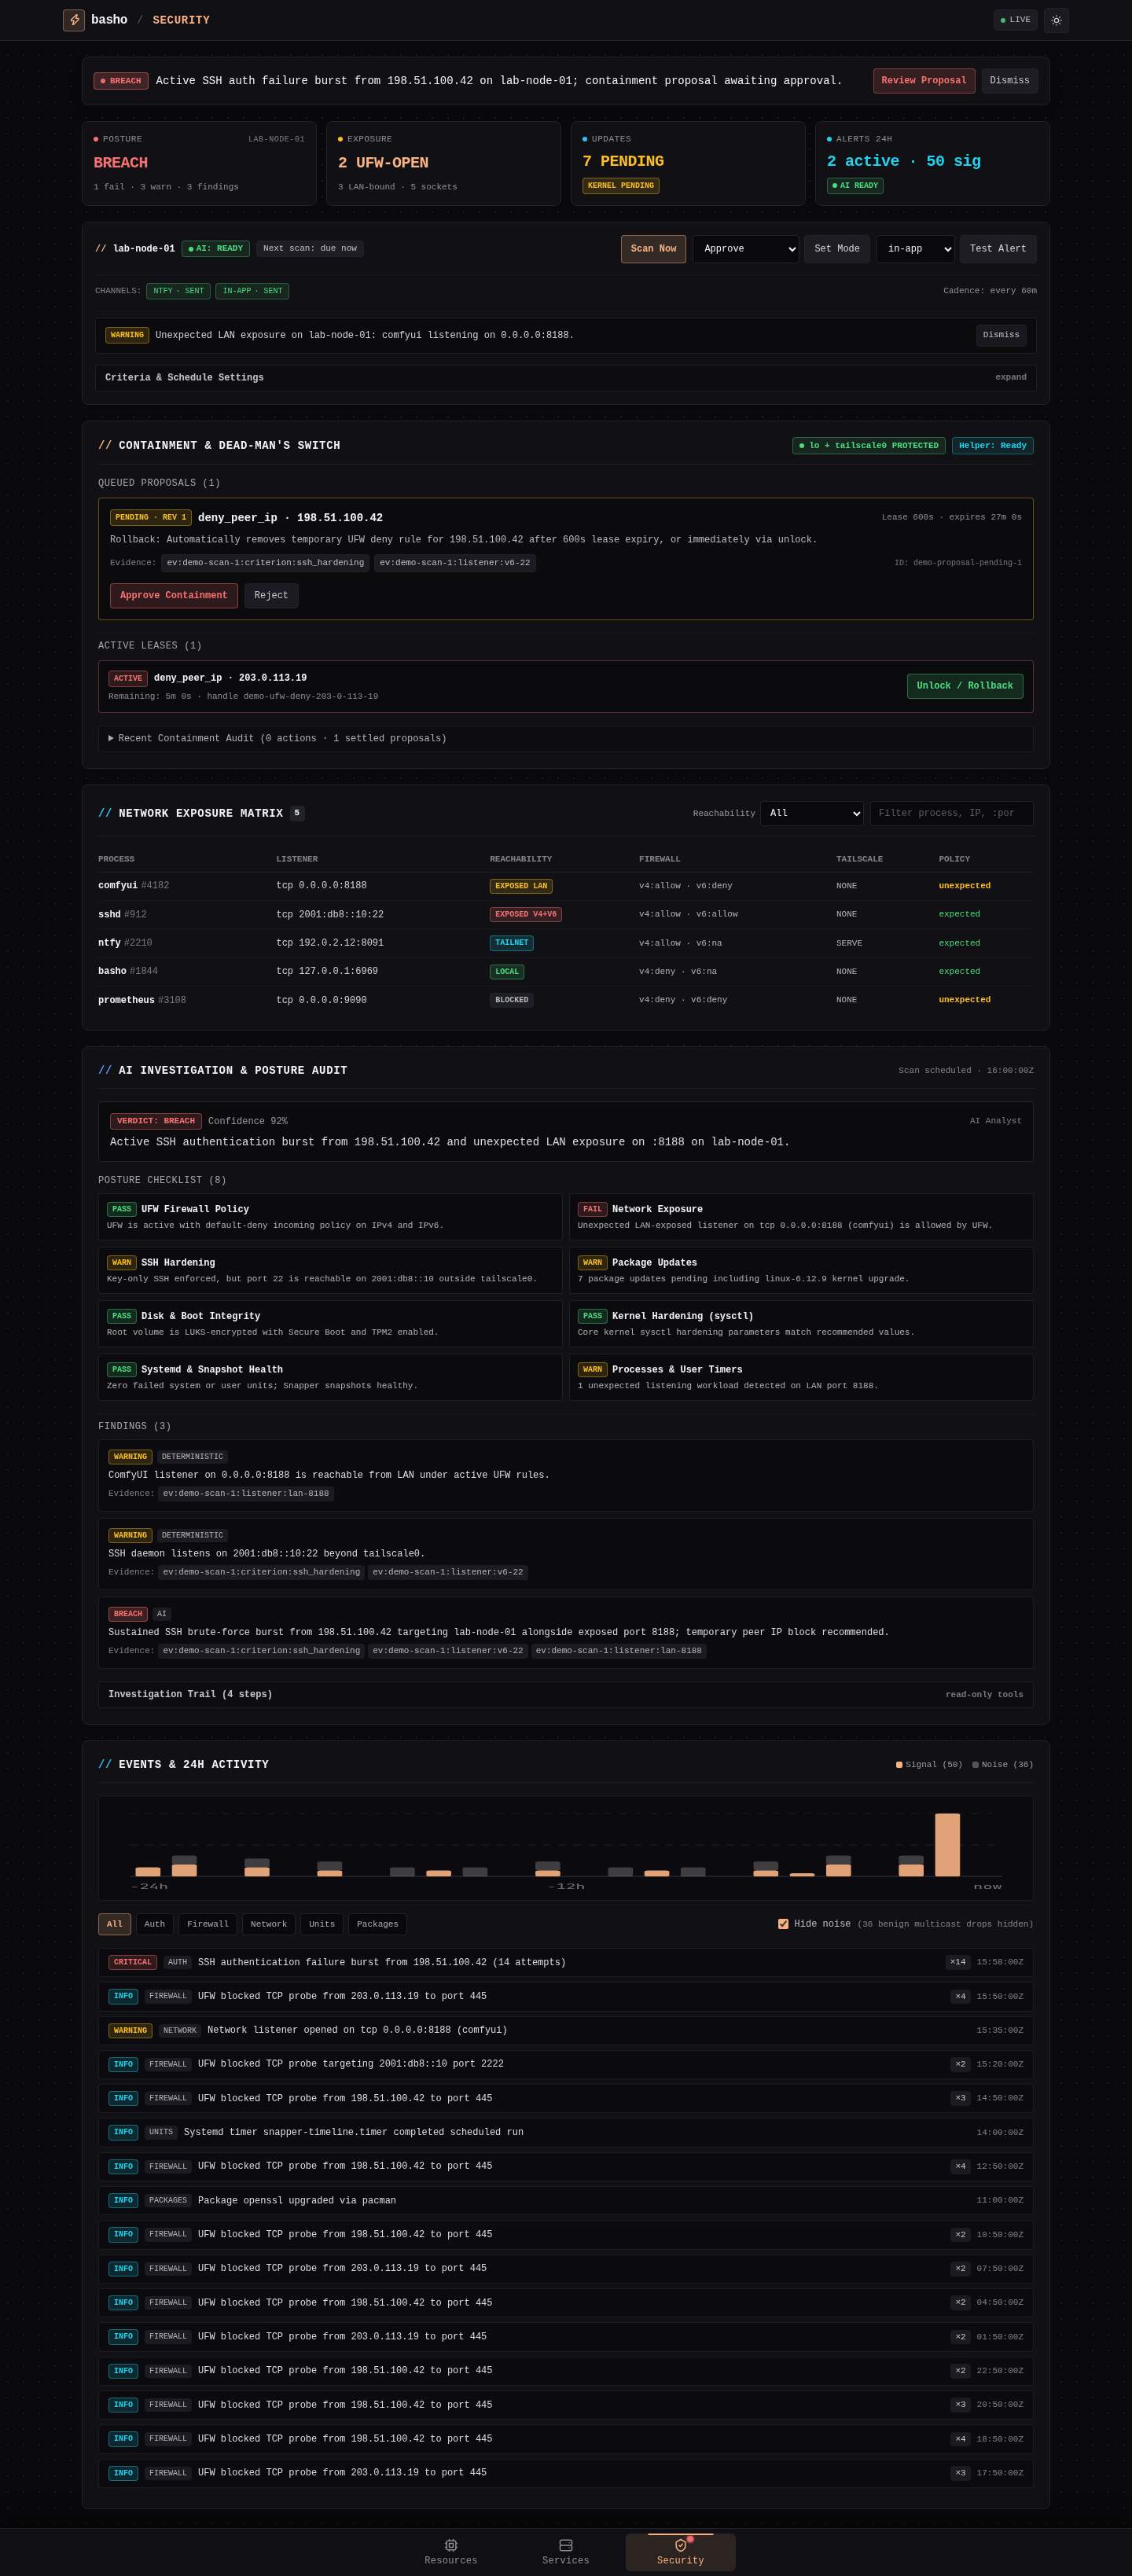 basho / SECURITY
LIVE
BREACH Active SSH auth failure burst from 198.51.100.42 on lab-node-01; containment proposal awaiting approval. Review Proposal Dismiss
POSTURE LAB-NODE-01
BREACH
1 fail · 3 warn · 3 findings
EXPOSURE
2 UFW-OPEN
3 LAN-bound · 5 sockets
UPDATES
7 PENDING
KERNEL PENDING
ALERTS 24H
2 active · 50 sig
AI READY
// lab-node-01 AI: READY Next scan: due now Scan Now Approve Set Mode in-app Test Alert
CHANNELS: NTFY · SENT IN-APP · SENT Cadence: every 60m
WARNING Unexpected LAN exposure on lab-node-01: comfyui listening on 0.0.0.0:8188. Dismiss
Criteria & Schedule Settings expand
// CONTAINMENT & DEAD-MAN'S SWITCH lo + tailscale0 PROTECTED Helper: Ready
QUEUED PROPOSALS (1)
PENDING · REV 1 deny_peer_ip · 198.51.100.42 Lease 600s · expires 27m 0s
Rollback: Automatically removes temporary UFW deny rule for 198.51.100.42 after 600s lease expiry, or immediately via unlock.
Evidence: ev:demo-scan-1:criterion:ssh_hardening ev:demo-scan-1:listener:v6-22 ID: demo-proposal-pending-1
Approve Containment Reject
ACTIVE LEASES (1)
ACTIVE deny_peer_ip · 203.0.113.19
Remaining: 5m 0s · handle demo-ufw-deny-203-0-113-19
Unlock / Rollback
Recent Containment Audit (0 actions · 1 settled proposals)
// NETWORK EXPOSURE MATRIX 5 Reachability All Filter process, IP, :por
PROCESS LISTENER REACHABILITY FIREWALL TAILSCALE POLICY
comfyui #4182 tcp 0.0.0.0:8188 EXPOSED LAN v4:allow · v6:deny NONE unexpected
sshd #912 tcp 2001:db8::10:22 EXPOSED V4+V6 v4:allow · v6:allow NONE expected
ntfy #2210 tcp 192.0.2.12:8091 TAILNET v4:allow · v6:na SERVE expected
basho #1844 tcp 127.0.0.1:6969 LOCAL v4:deny · v6:na NONE expected
prometheus #3108 tcp 0.0.0.0:9090 BLOCKED v4:deny · v6:deny NONE unexpected
// AI INVESTIGATION & POSTURE AUDIT Scan scheduled · 16:00:00Z
VERDICT: BREACH Confidence 92% AI Analyst
Active SSH authentication burst from 198.51.100.42 and unexpected LAN exposure on :8188 on lab-node-01.
POSTURE CHECKLIST (8)
PASS UFW Firewall Policy
UFW is active with default-deny incoming policy on IPv4 and IPv6.
FAIL Network Exposure
Unexpected LAN-exposed listener on tcp 0.0.0.0:8188 (comfyui) is allowed by UFW.
WARN SSH Hardening
Key-only SSH enforced, but port 22 is reachable on 2001:db8::10 outside tailscale0.
WARN Package Updates
7 package updates pending including linux-6.12.9 kernel upgrade.
PASS Disk & Boot Integrity
Root volume is LUKS-encrypted with Secure Boot and TPM2 enabled.
PASS Kernel Hardening (sysctl)
Core kernel sysctl hardening parameters match recommended values.
PASS Systemd & Snapshot Health
Zero failed system or user units; Snapper snapshots healthy.
WARN Processes & User Timers
1 unexpected listening workload detected on LAN port 8188.
FINDINGS (3)
WARNING DETERMINISTIC
ComfyUI listener on 0.0.0.0:8188 is reachable from LAN under active UFW rules.
Evidence: ev:demo-scan-1:listener:lan-8188
WARNING DETERMINISTIC
SSH daemon listens on 2001:db8::10:22 beyond tailscale0.
Evidence: ev:demo-scan-1:criterion:ssh_hardening ev:demo-scan-1:listener:v6-22
BREACH AI
Sustained SSH brute-force burst from 198.51.100.42 targeting lab-node-01 alongside exposed port 8188; temporary peer IP block recommended.
Evidence: ev:demo-scan-1:criterion:ssh_hardening ev:demo-scan-1:listener:v6-22 ev:demo-scan-1:listener:lan-8188
Investigation Trail (4 steps) read-only tools
// EVENTS & 24H ACTIVITY Signal (50) Noise (36)
-24h -12h now
All Auth Firewall Network Units Packages Hide noise (36 benign multicast drops hidden)
CRITICAL AUTH SSH authentication failure burst from 198.51.100.42 (14 attempts) ×14 15:58:00Z
INFO FIREWALL UFW blocked TCP probe from 203.0.113.19 to port 445 ×4 15:50:00Z
WARNING NETWORK Network listener opened on tcp 0.0.0.0:8188 (comfyui) 15:35:00Z
INFO FIREWALL UFW blocked TCP probe targeting 2001:db8::10 port 2222 ×2 15:20:00Z
INFO FIREWALL UFW blocked TCP probe from 198.51.100.42 to port 445 ×3 14:50:00Z
INFO UNITS Systemd timer snapper-timeline.timer completed scheduled run 14:00:00Z
INFO FIREWALL UFW blocked TCP probe from 198.51.100.42 to port 445 ×4 12:50:00Z
INFO PACKAGES Package openssl upgraded via pacman 11:00:00Z
INFO FIREWALL UFW blocked TCP probe from 198.51.100.42 to port 445 ×2 10:50:00Z
INFO FIREWALL UFW blocked TCP probe from 203.0.113.19 to port 445 ×2 07:50:00Z
INFO FIREWALL UFW blocked TCP probe from 198.51.100.42 to port 445 ×2 04:50:00Z
INFO FIREWALL UFW blocked TCP probe from 203.0.113.19 to port 445 ×2 01:50:00Z
INFO FIREWALL UFW blocked TCP probe from 198.51.100.42 to port 445 ×2 22:50:00Z
INFO FIREWALL UFW blocked TCP probe from 198.51.100.42 to port 445 ×3 20:50:00Z
INFO FIREWALL UFW blocked TCP probe from 198.51.100.42 to port 445 ×4 18:50:00Z
INFO FIREWALL UFW blocked TCP probe from 203.0.113.19 to port 445 ×3 17:50:00Z
Resources Services Security